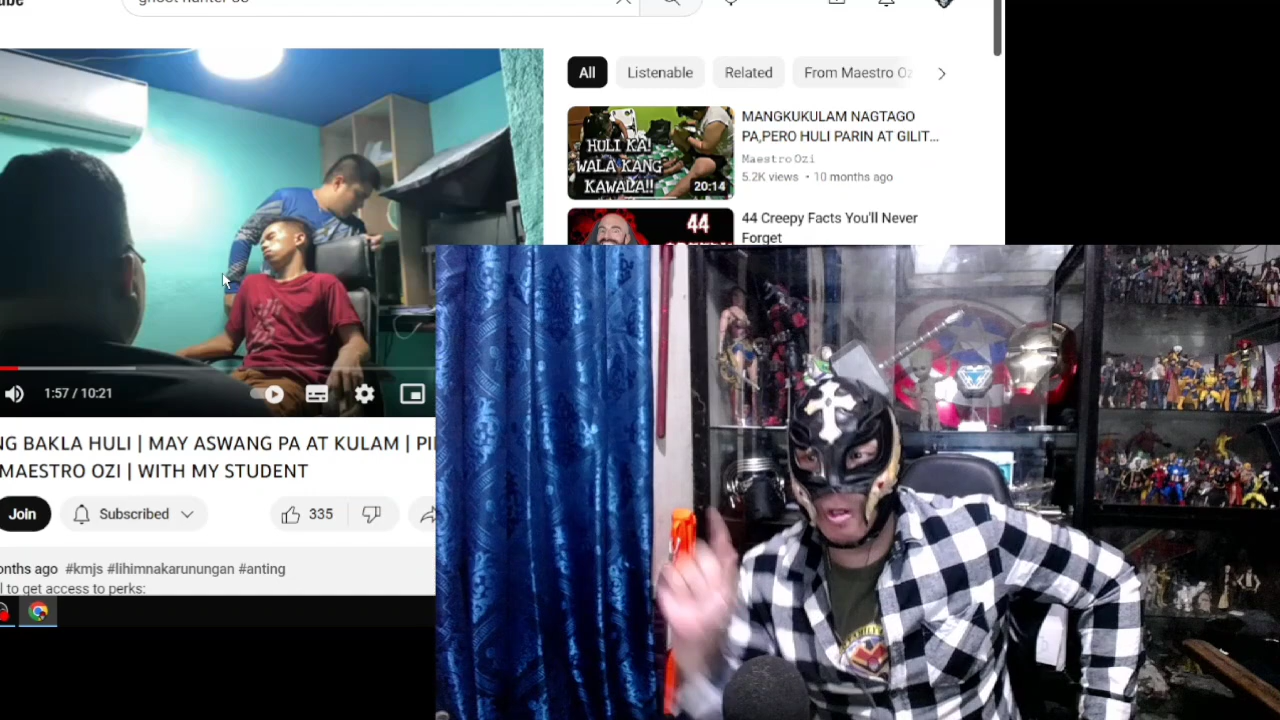 All
Listenable
Related
From Maestro Oz
MANGKUKULAM NAGTAGO
PA,PERO HULI PARIN AT GILIT...
Maestro Ozi
5.2K views • 10 months ago
HULI KA!
WALA KANG
KAWALA!!
20:14
44 Creepy Facts You'll Never
Forget
44
1:57 / 10:21
NG BAKLA HULI | MAY ASWANG PA AT KULAM | PI
MAESTRO OZI | WITH MY STUDENT
Join
Subscribed
335
onths ago #kmjs #lihimnakarunungan #anting
l to get access to perks: